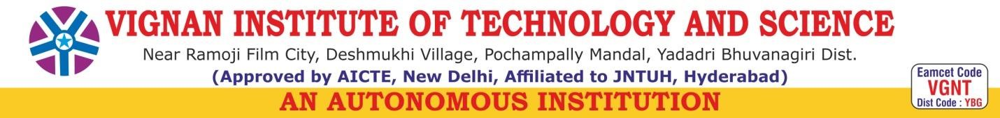 VIGNAN INSTITUTE OF TECHNOLOGY AND SCIENCE
Near Ramoji Film City, Deshmukhi Village, Pochampally Mandal, Yadadri Bhuvanagiri Dist.
(Approved by AICTE, New Delhi, Affiliated to JNTUH, Hyderabad)
AN AUTONOMOUS INSTITUTION
Eamcet Code
VGNT
Dist Code : YBG